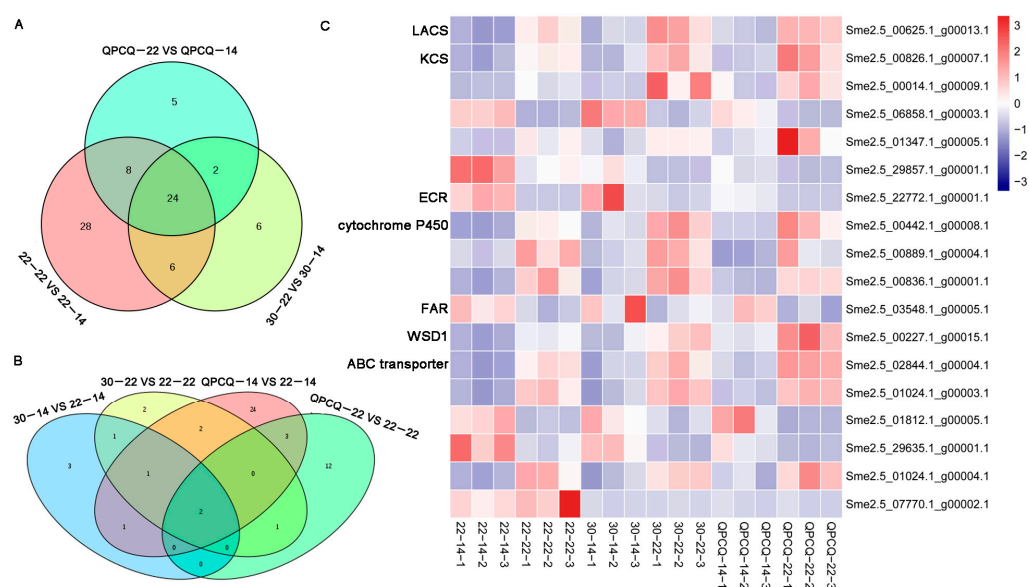 A
QPCQ−22 VS QPCQ−14
5
8
2
24
28
6
6
22−22 VS 22−14
30−22 VS 30−14
B
30−22 VS 22−22
QPCQ−14 VS 22−14
30−14 VS 22−14
QPCQ−22 VS 22−22
2
24
1
2
3
3
1
0
12
2
1
1
0
0
0
C
LACS
KCS
ECR
cytochrome P450
FAR
WSD1
ABC transporter
Sme2.5_00625.1_g00013.1
Sme2.5_00826.1_g00007.1
Sme2.5_00014.1_g00009.1
Sme2.5_06858.1_g00003.1
Sme2.5_01347.1_g00005.1
Sme2.5_29857.1_g00001.1
Sme2.5_22772.1_g00001.1
Sme2.5_00442.1_g00008.1
Sme2.5_00889.1_g00004.1
Sme2.5_00836.1_g00001.1
Sme2.5_03548.1_g00005.1
Sme2.5_00227.1_g00015.1
Sme2.5_02844.1_g00004.1
Sme2.5_01024.1_g00003.1
Sme2.5_01812.1_g00005.1
Sme2.5_29635.1_g00001.1
Sme2.5_01024.1_g00004.1
Sme2.5_07770.1_g00002.1
22−14−1
22−14−2
22−14−3
22−22−1
22−22−2
22−22−3
30−14−1
30−14−2
30−14−3
30−22−1
30−22−2
30−22−3
QPCQ−14−1
QPCQ−14−2
QPCQ−14−3
QPCQ−22−1
QPCQ−22−2
QPCQ−22−3
3
2
1
0
−1
−2
−3